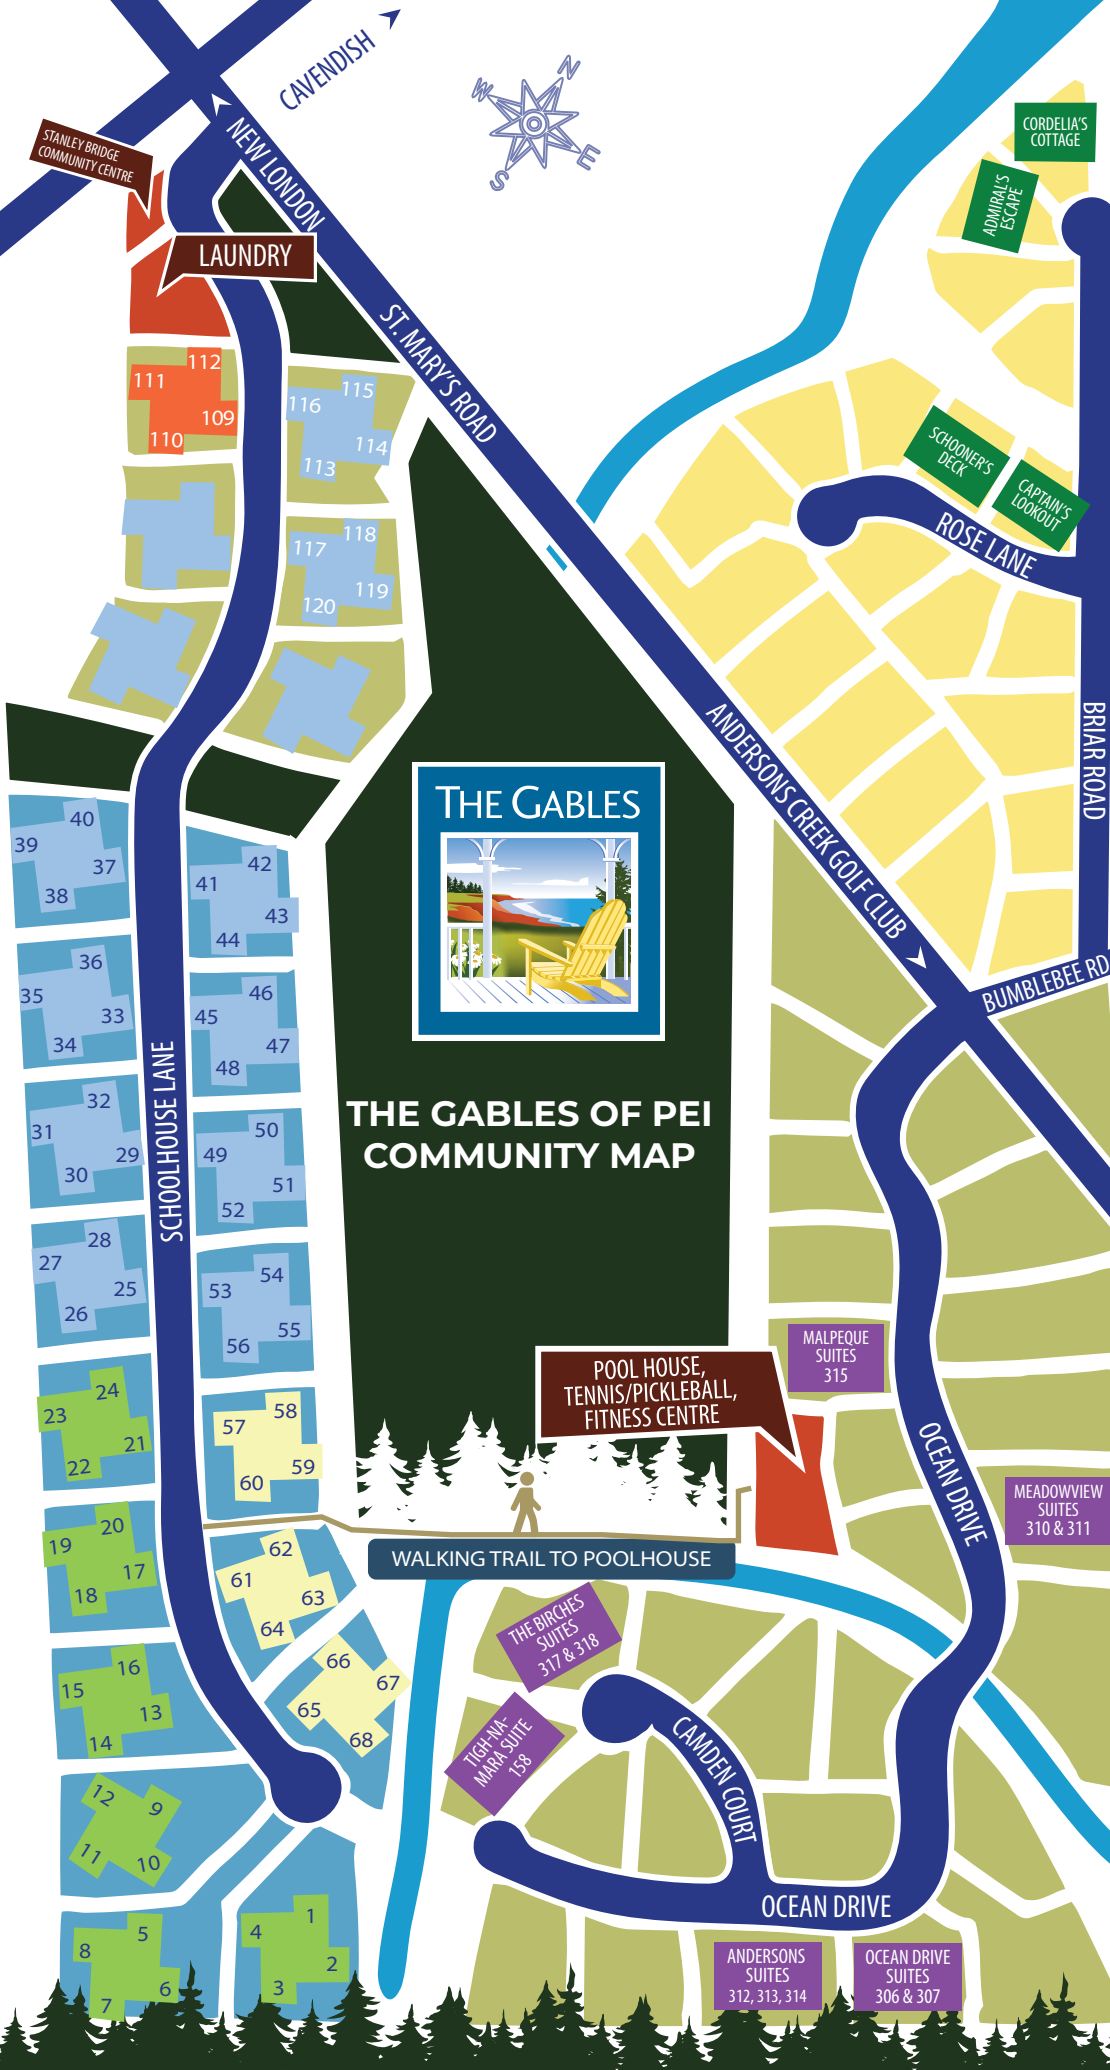 CAVENDISH
N
W
E
S
STANLEY BRIDGE
COMMUNITY CENTRE
NEW LONDON
LAUNDRY
ST. MARY'S ROAD
CORDELIA'S
COTTAGE
ADMIRAL'S
ESCAPE
SCHOONER'S
DECK
CAPTAIN'S
LOOKOUT
ROSE LANE
BRIAR ROAD
ANDERSONS CREEK GOLF CLUB
BUMBLEBEE RD
112
111
109
110
115
116
114
113
118
117
119
120
THE GABLES
THE GABLES OF PEI
COMMUNITY MAP
SCHOOLHOUSE LANE
40
39
37
38
42
41
43
44
36
35
33
34
46
45
47
48
32
31
29
30
50
49
51
52
28
27
25
26
54
53
55
56
24
23
21
22
58
57
59
60
20
19
17
18
62
61
63
64
16
15
13
14
66
67
65
68
12
9
11
10
5
8
6
7
1
4
2
3
POOL HOUSE,
TENNIS/PICKLEBALL,
FITNESS CENTRE
WALKING TRAIL TO POOLHOUSE
MALPEQUE
SUITES
315
OCEAN DRIVE
MEADOWVIEW
SUITES
310 & 311
THE BIRCHES
SUITES
317 & 318
TIGH-NA-
MARA SUITE
158
CAMDEN COURT
OCEAN DRIVE
ANDERSONS
SUITES
312, 313, 314
OCEAN DRIVE
SUITES
306 & 307